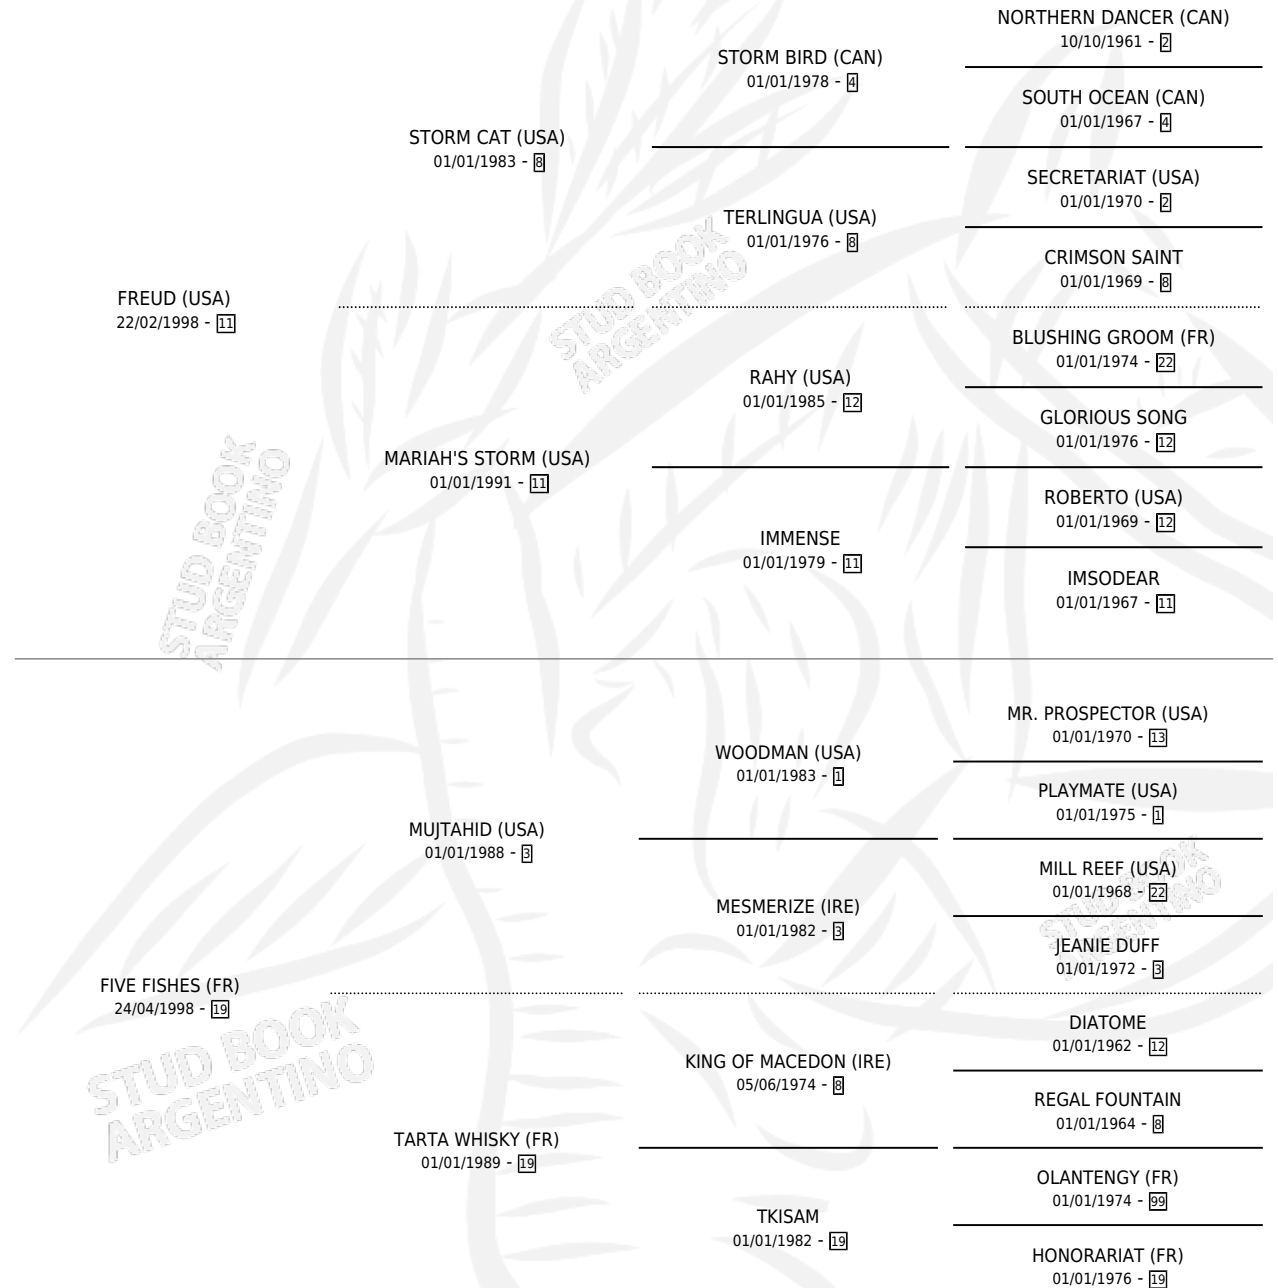 NORTHERN DANCER (CAN)
10/10/1961 - 2
STORM BIRD (CAN)
01/01/1978 - 4
SOUTH OCEAN (CAN)
01/01/1967 - 4
STORM CAT (USA)
01/01/1983 - 8
SECRETARIAT (USA)
01/01/1970 - 2
TERLINGUA (USA)
01/01/1976 - 8
CRIMSON SAINT
01/01/1969 - 8
FREUD (USA)
22/02/1998 - 11
BLUSHING GROOM (FR)
01/01/1974 - 22
RAHY (USA)
01/01/1985 - 12
GLORIOUS SONG
01/01/1976 - 12
MARIAH'S STORM (USA)
01/01/1991 - 11
ROBERTO (USA)
01/01/1969 - 12
IMMENSE
01/01/1979 - 11
IMSODEAR
01/01/1967 - 11
MR. PROSPECTOR (USA)
01/01/1970 - 13
WOODMAN (USA)
01/01/1983 - 1
PLAYMATE (USA)
01/01/1975 - 1
MUJTAHID (USA)
01/01/1988 - 3
MILL REEF (USA)
01/01/1968 - 22
MESMERIZE (IRE)
01/01/1982 - 3
JEANIE DUFF
01/01/1972 - 3
FIVE FISHES (FR)
24/04/1998 - 19
DIATOME
01/01/1962 - 12
KING OF MACEDON (IRE)
05/06/1974 - 8
REGAL FOUNTAIN
01/01/1964 - 8
TARTA WHISKY (FR)
01/01/1989 - 19
OLANTENGY (FR)
01/01/1974 - 99
TKISAM
01/01/1982 - 19
HONORARIAT (FR)
01/01/1976 - 19
STUD BOOK
ARGENTINO
STUD BOOK
ARGENTINO
STUD BOOK
ARGENTINO
STUD BOOK
ARGENTINO